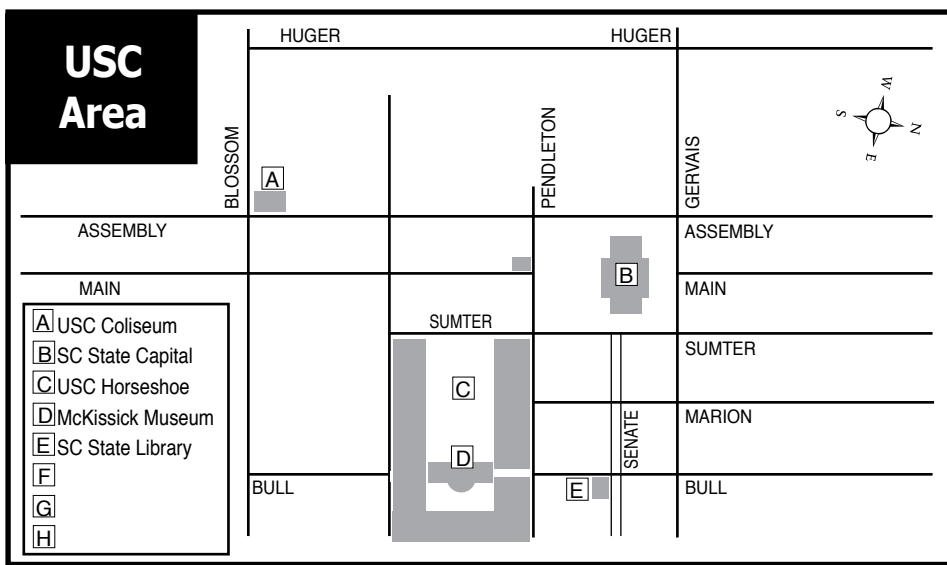 USC
Area
HUGER
HUGER
BLOSSOM
PENDLETON
GERVAIS
W
S
N
E
A
ASSEMBLY
ASSEMBLY
B
MAIN
MAIN
SUMTER
SUMTER
C
MARION
SENATE
D
BULL
E
BULL
A USC Coliseum
B SC State Capital
C USC Horseshoe
D McKissick Museum
E SC State Library
F
G
H